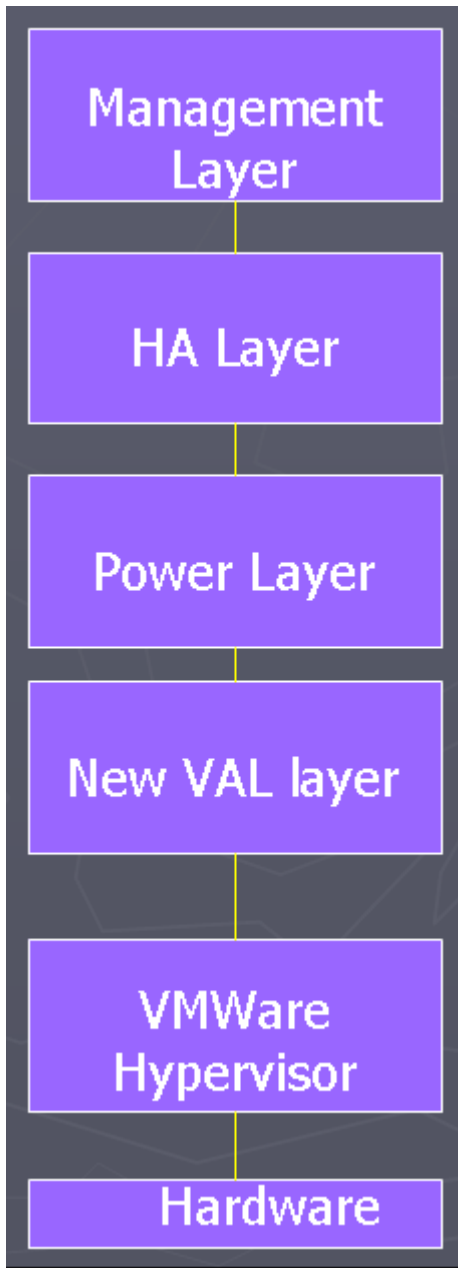 Management
Layer
HA Layer
Power Layer
New VAL layer
VMWare
Hypervisor
Hardware